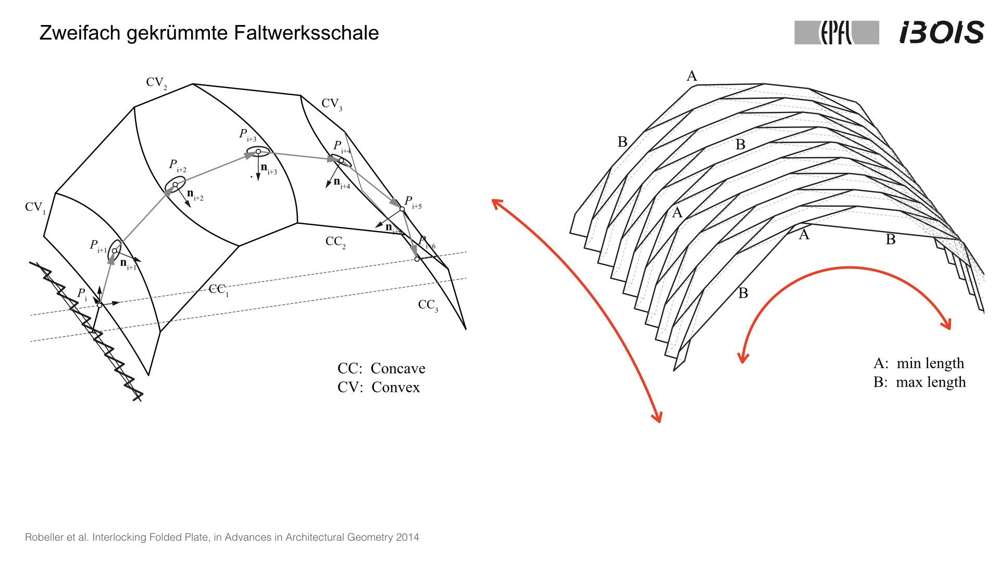 Zweifach gekrümmte Faltwerksschale
EPFL iBOIS
CV2
CV3
CV1
Pi+3
ni+3
Pi+4
ni+4
Pi+2
ni+2
Pi+5
Pi+1
ni+1
Pi+6
Pi
CC2
CC1
CC3
CC: Concave
CV: Convex
A
B
B
A
A
B
B
A: min length
B: max length
Robeller et al. Interlocking Folded Plate, in Advances in Architectural Geometry 2014